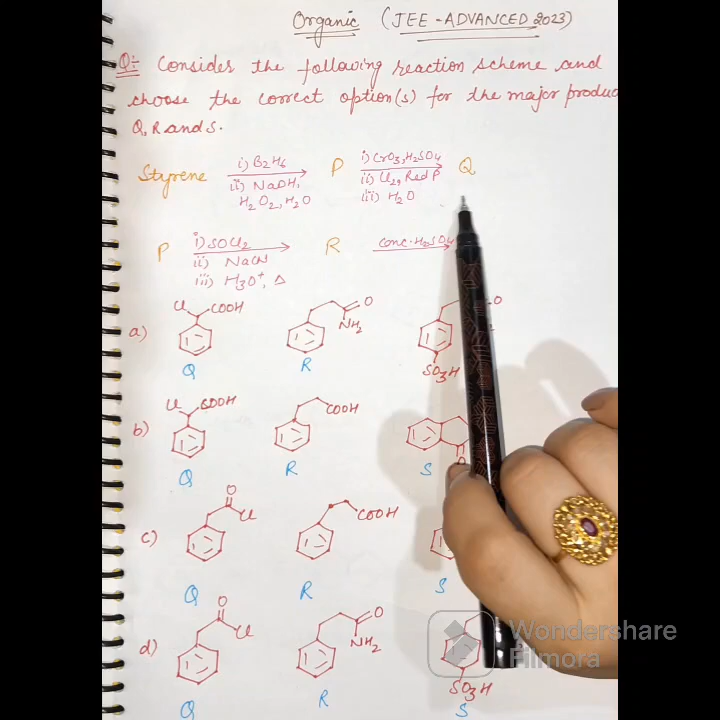 Organic (JEE-ADVANCED 2023)
Q:- Consider the following reaction scheme and
choose the correct option(s) for the major produc
Q, R and S.
Styrene i) B2H6 P i) CrO3, H2SO4 Q
ii) NaOH, ii) Cl2, Red P
H2O2, H2O iii) H2O
P i) SOCl2 R conc. H2SO4
ii) NaCN
iii) H3O+, Δ
a) Cl COOH O NH2 O SO3H
Q R
b) Cl COOH COOH O
Q R S
c) O Cl COOH
Q R S
d) O Cl O NH2 SO3H
Q R S
Wondershare
Filmora